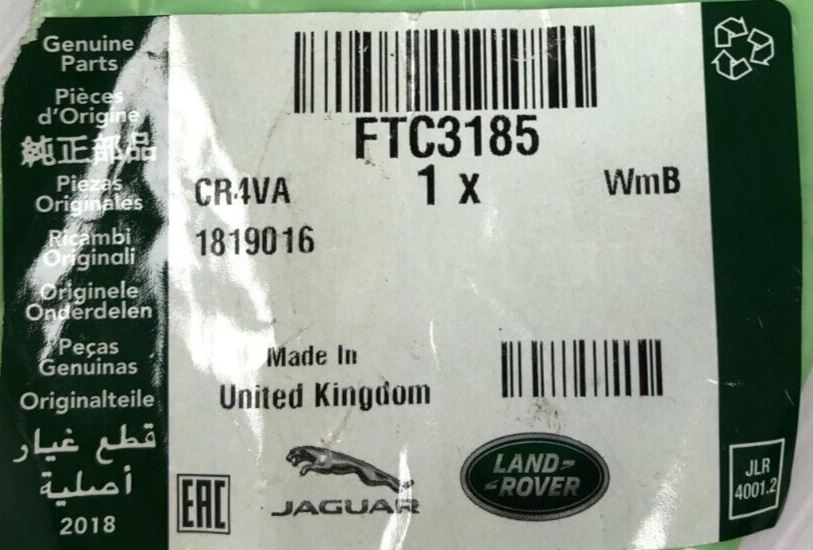 Genuine
Parts
Pièces
d'Origine
純正部品
Piezas
Originales
Ricambi
Originali
Originele
Onderdelen
Peças
Genuinas
Originalteile
قطع غيار
أصلية
2018
FTC3185
CR4VA
1 x
WmB
1819016
Made In
United Kingdom
EAC
JAGUAR
LAND-
-ROVER
JLR
4001.2